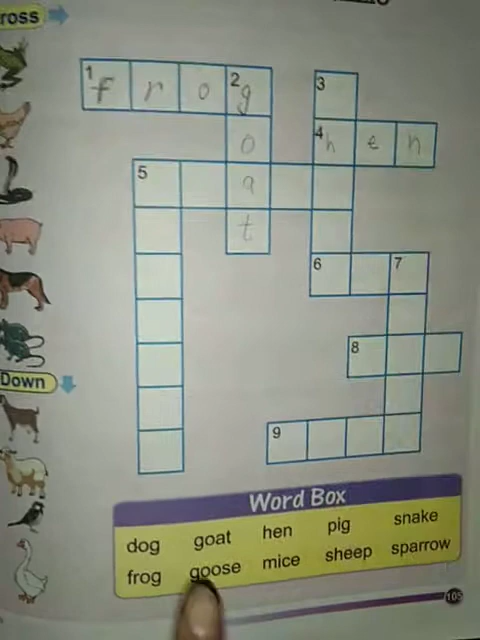 ross
1 f r o 2 g
3
o
4 h e n
5
a
t
6
7
8
Down
9
Word Box
dog goat hen pig snake
frog goose mice sheep sparrow
105